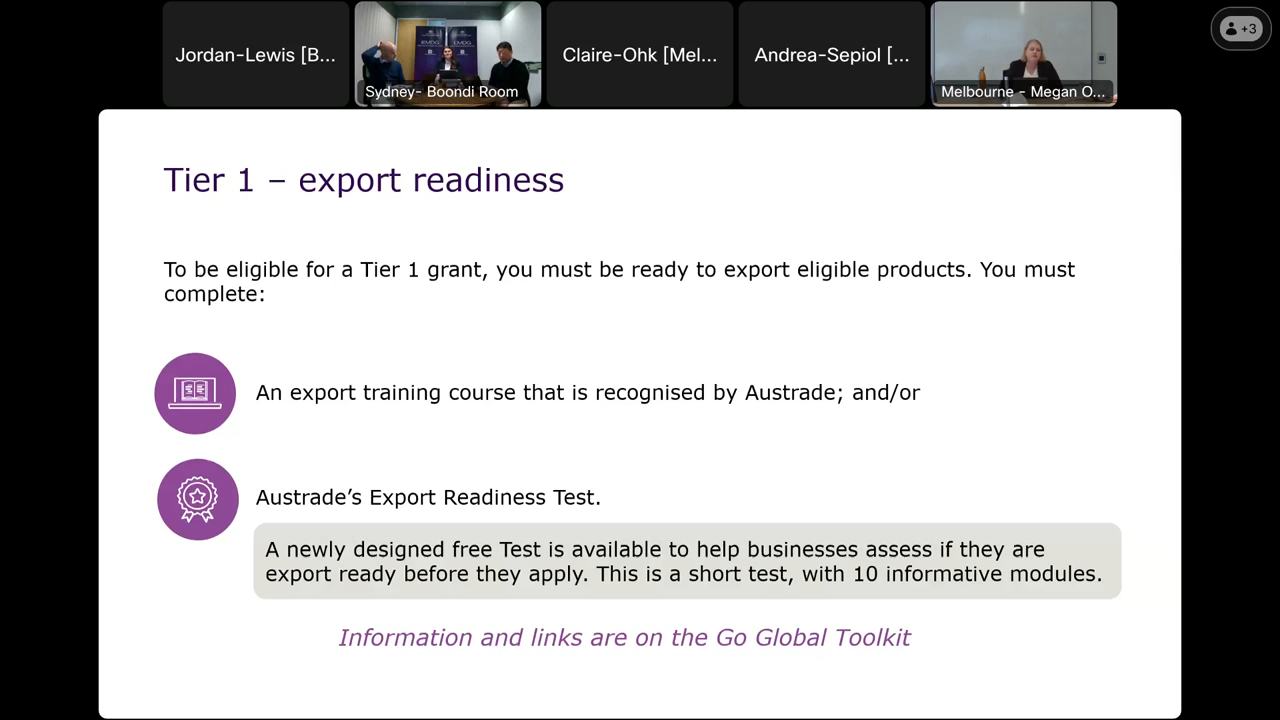 Jordan-Lewis [B...
Sydney- Boondi Room
Claire-Ohk [Mel...
Andrea-Sepiol [...
Melbourne - Megan O...
+3
Tier 1 – export readiness
To be eligible for a Tier 1 grant, you must be ready to export eligible products. You must
complete:
An export training course that is recognised by Austrade; and/or
Austrade’s Export Readiness Test.
A newly designed free Test is available to help businesses assess if they are
export ready before they apply. This is a short test, with 10 informative modules.
Information and links are on the Go Global Toolkit